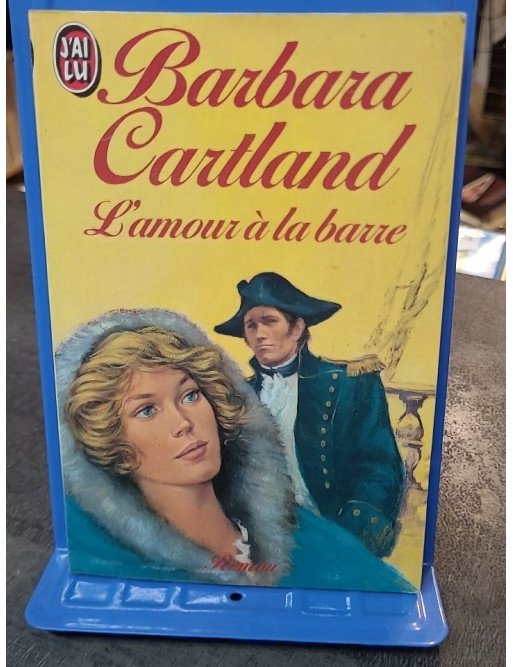 J'AI
LU
Barbara
Cartland
L'amour à la barre
Roman